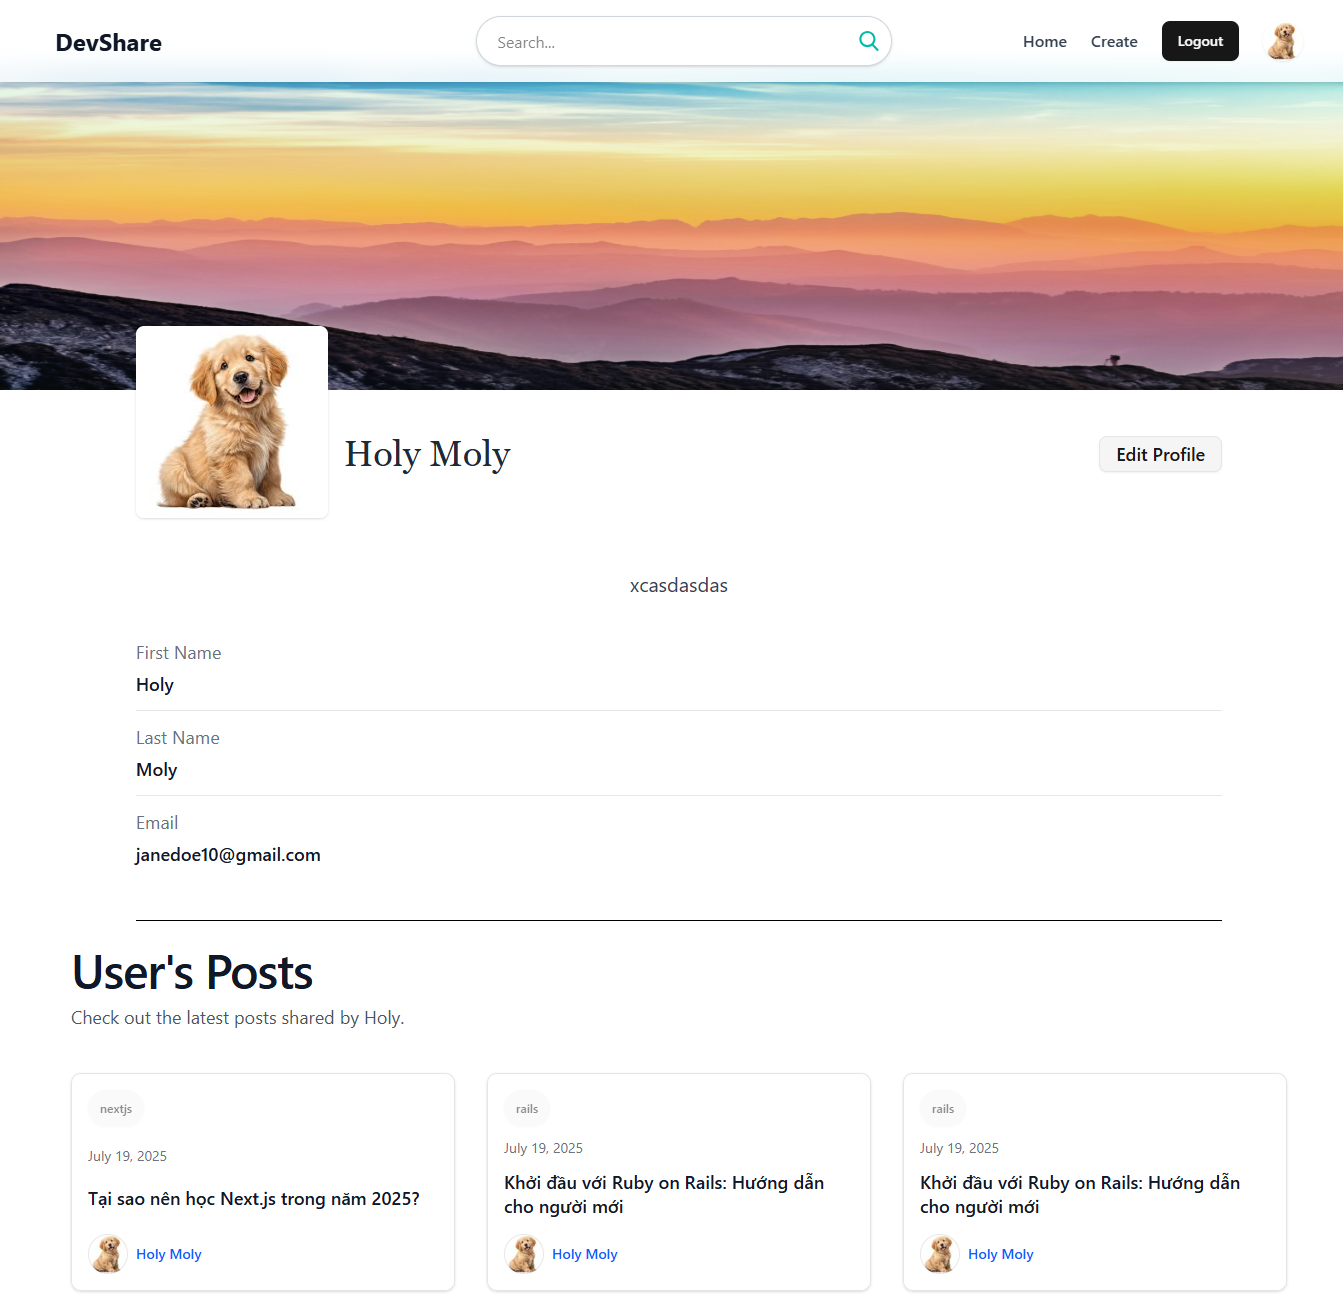 DevShare
Search...
Home
Create
Logout
Holy Moly
Edit Profile
xcasdasdas
First Name
Holy
Last Name
Moly
Email
janedoe10@gmail.com
User's Posts
Check out the latest posts shared by Holy.
nextjs
July 19, 2025
Tại sao nên học Next.js trong năm 2025?
Holy Moly
rails
July 19, 2025
Khởi đầu với Ruby on Rails: Hướng dẫn
cho người mới
Holy Moly
rails
July 19, 2025
Khởi đầu với Ruby on Rails: Hướng dẫn
cho người mới
Holy Moly